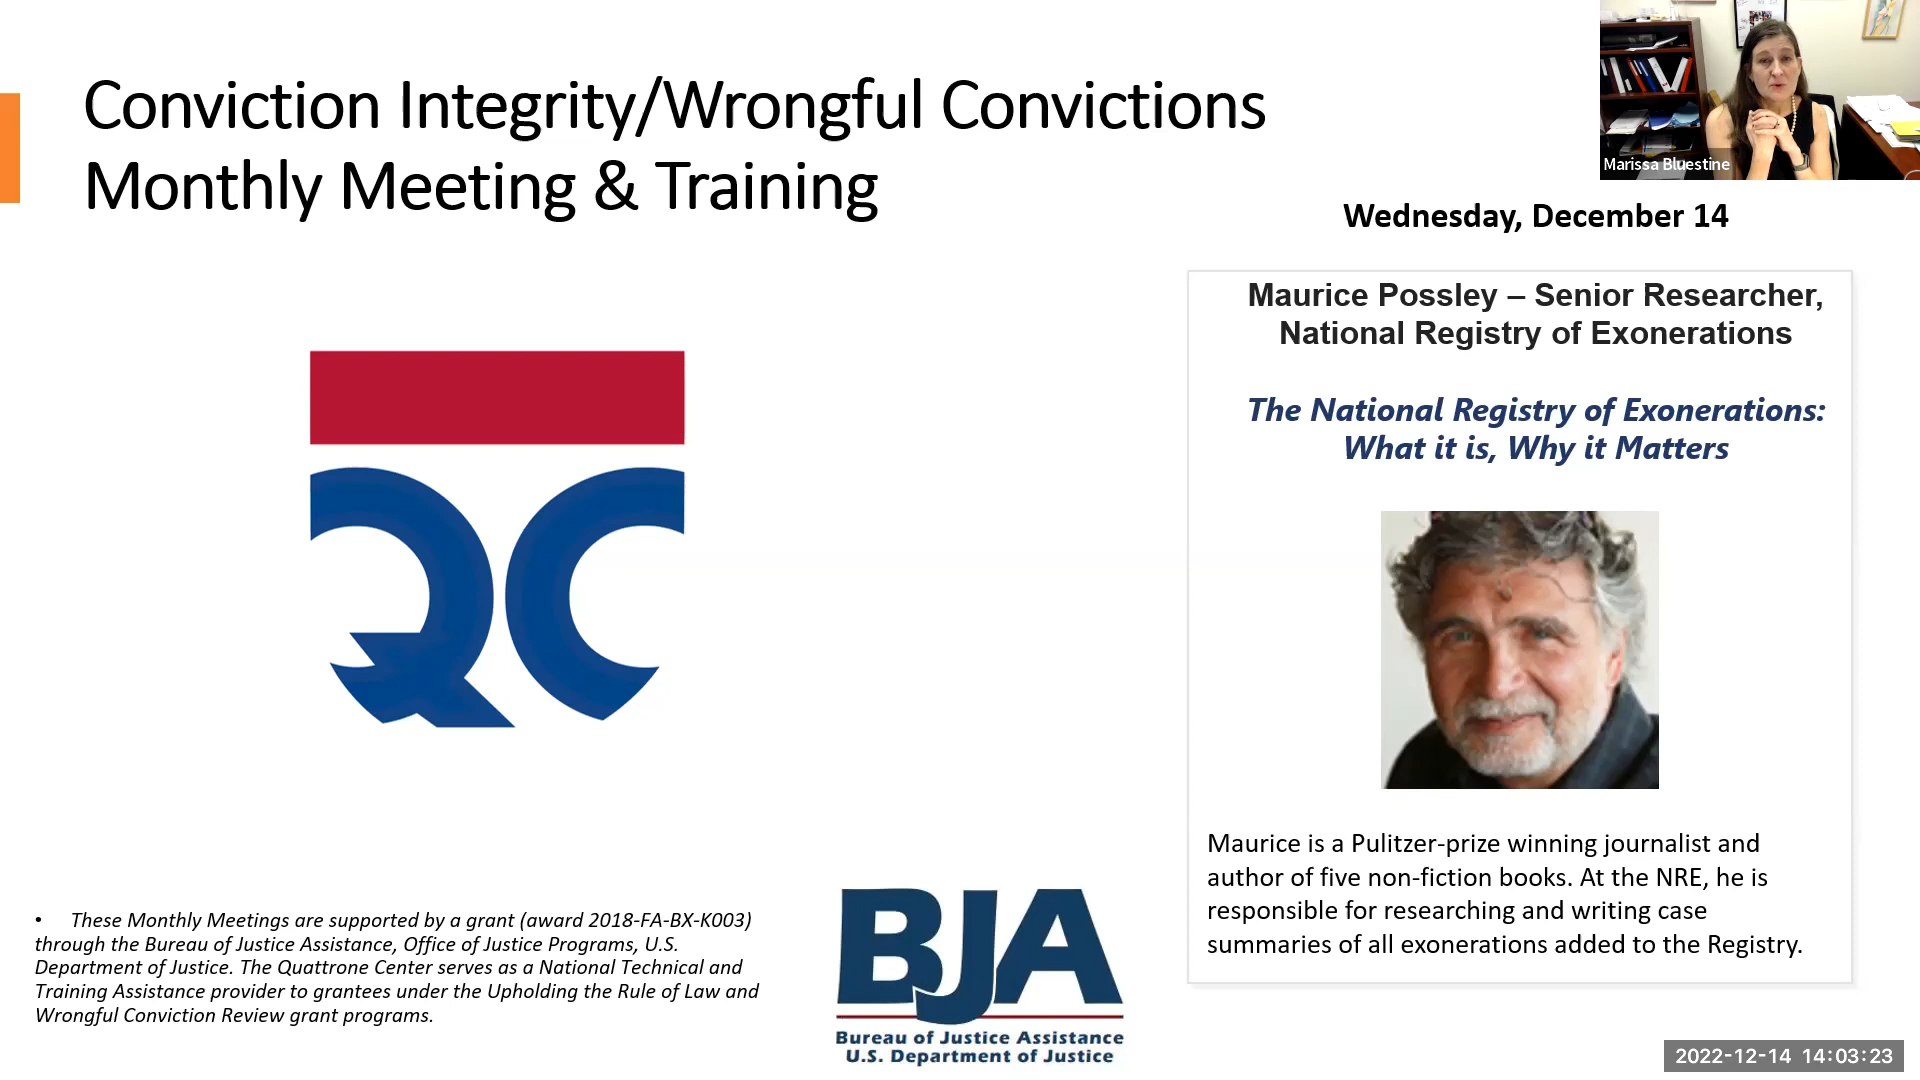 Conviction Integrity/Wrongful Convictions
Monthly Meeting & Training
Marissa Bluestine
Wednesday, December 14
Maurice Possley – Senior Researcher,
National Registry of Exonerations
The National Registry of Exonerations:
What it is, Why it Matters
QC
Maurice is a Pulitzer-prize winning journalist and
author of five non-fiction books. At the NRE, he is
responsible for researching and writing case
summaries of all exonerations added to the Registry.
• These Monthly Meetings are supported by a grant (award 2018-FA-BX-K003)
through the Bureau of Justice Assistance, Office of Justice Programs, U.S.
Department of Justice. The Quattrone Center serves as a National Technical and
Training Assistance provider to grantees under the Upholding the Rule of Law and
Wrongful Conviction Review grant programs.
BJA
Bureau of Justice Assistance
U.S. Department of Justice
2022-12-14 14:03:23